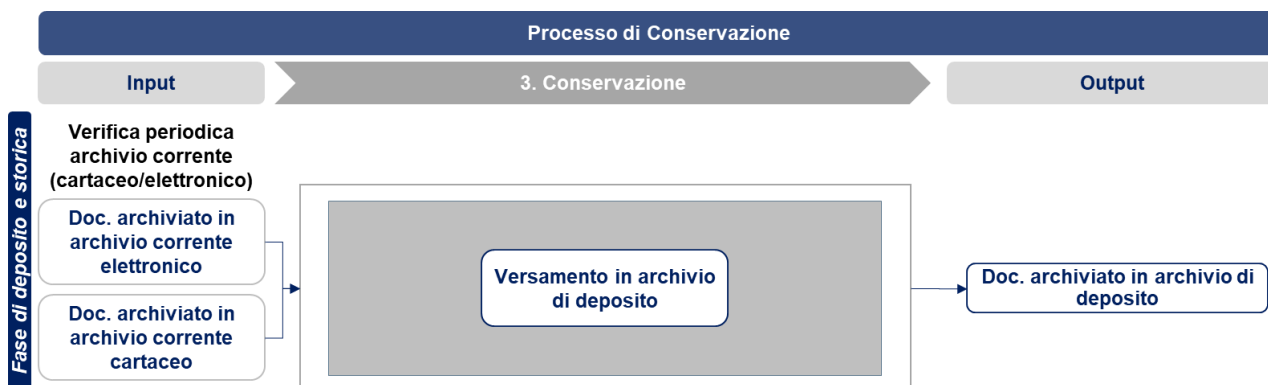 Processo di Conservazione
Input
3. Conservazione
Output
Fase di deposito e storica
Verifica periodica
archivio corrente
(cartaceo/elettronico)
Doc. archiviato in
archivio corrente
elettronico
Doc. archiviato in
archivio corrente
cartaceo
Versamento in archivio
di deposito
Doc. archiviato in archivio di
deposito